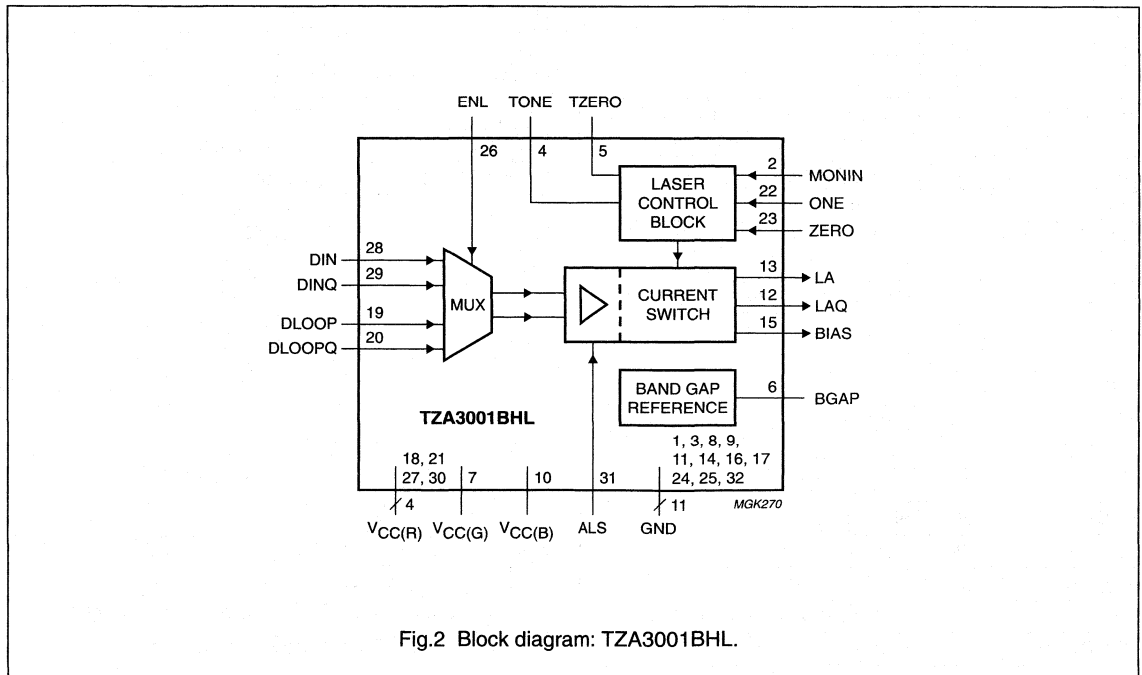 ENL TONE TZERO
26 4 5
2 MONIN
LASER CONTROL BLOCK
22 ONE
23 ZERO
DIN 28
DINQ 29
MUX
DLOOP 19
DLOOPQ 20
CURRENT SWITCH
13 LA
12 LAQ
15 BIAS
BAND GAP REFERENCE
6 BGAP
TZA3001BHL
18, 21
27, 30
7
10
31
1, 3, 8, 9,
11, 14, 16, 17
24, 25, 32
4
11
MGK270
VCC(R) VCC(G) VCC(B) ALS GND
Fig.2 Block diagram: TZA3001BHL.